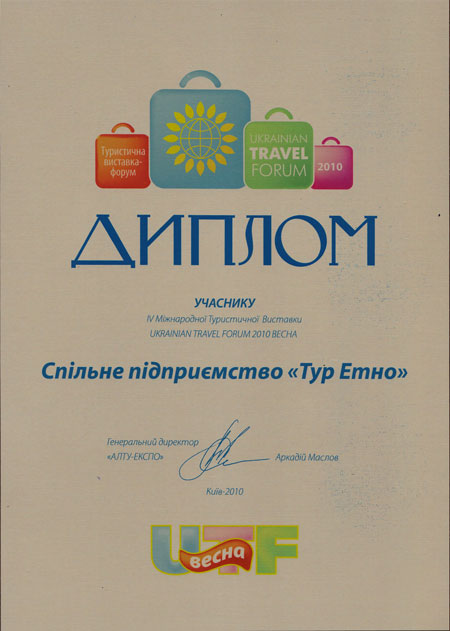 Туристична
виставка-
форум
UKRAINIAN
TRAVEL
FORUM
2010
ДИПЛОМ
УЧАСНИКУ
IV Міжнародної Туристичної Виставки
UKRAINIAN TRAVEL FORUM 2010 ВЕСНА
Спільне підприємство «Тур Етно»
Генеральний директор
«АЛТУ-ЕКСПО»
Аркадій Маслов
Київ-2010
UTF
весна